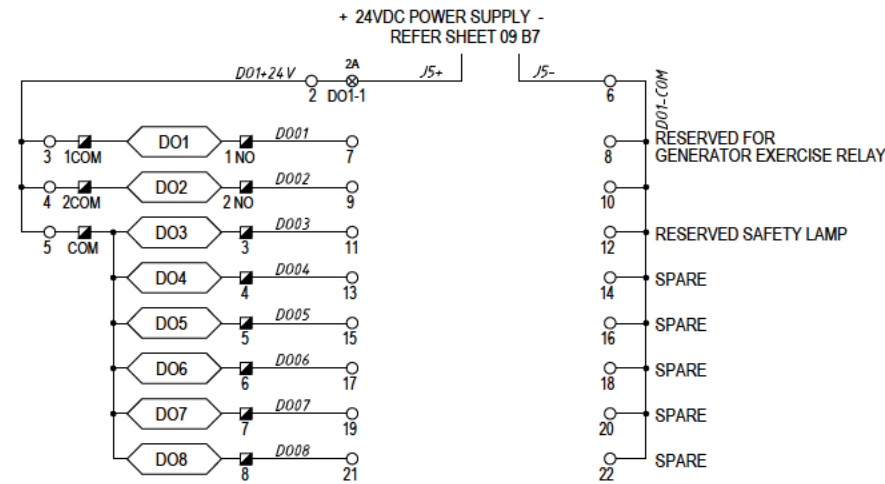 + 24VDC POWER SUPPLY -
REFER SHEET 09 B7
DO1+24V
2
2A
DO1-1
J5+
J5-
6
DO1-COM
3
1COM
DO1
1 NO
DO01
7
8
RESERVED FOR
GENERATOR EXERCISE RELAY
4
2COM
DO2
2 NO
DO02
9
10
5
COM
DO3
3
DO03
11
12
RESERVED SAFETY LAMP
DO4
4
DO04
13
14
SPARE
DO5
5
DO05
15
16
SPARE
DO6
6
DO06
17
18
SPARE
DO7
7
DO07
19
20
SPARE
DO8
8
DO08
21
22
SPARE